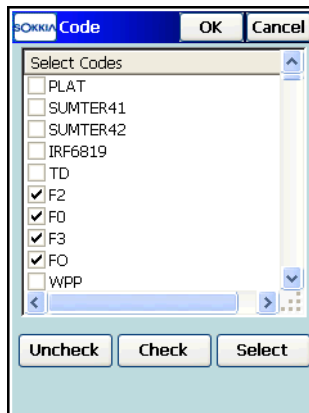 SOKKIA Code OK Cancel
Select Codes
PLAT
SUMTER41
SUMTER42
IRF6819
TD
F2
F0
F3
FO
WPP
Uncheck Check Select